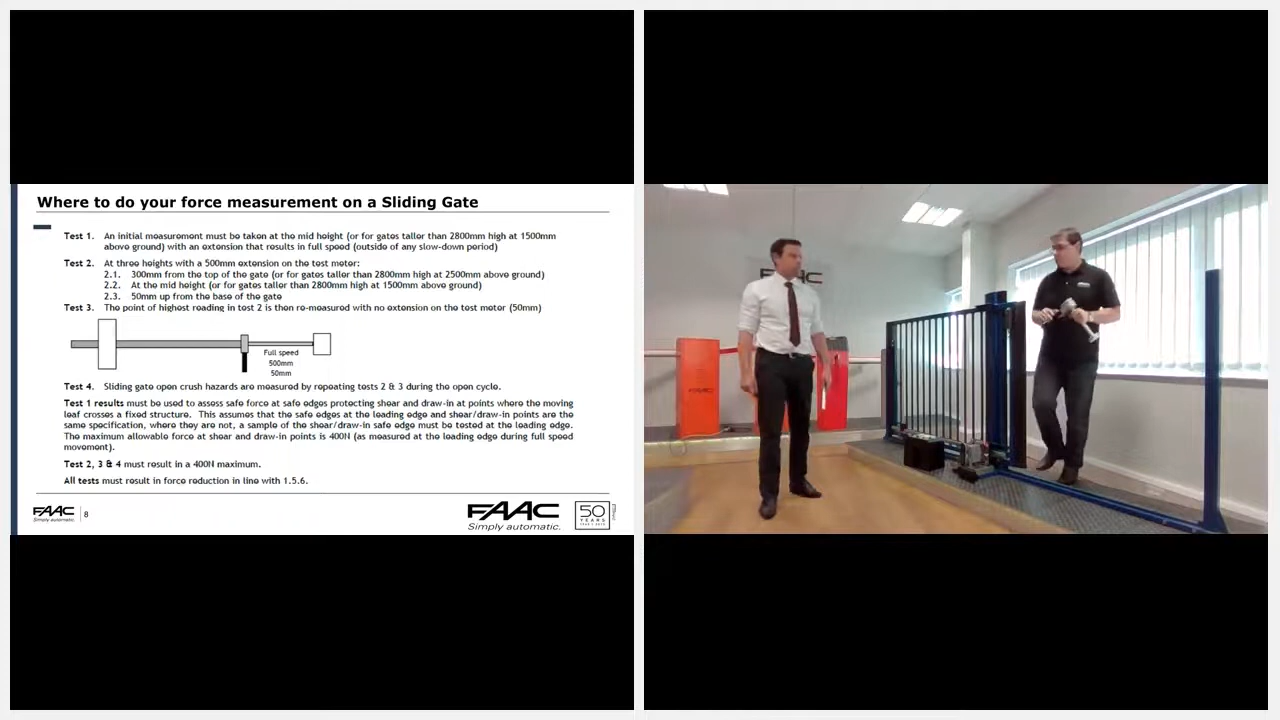 Where to do your force measurement on a Sliding Gate
Test 1. An initial measurement must be taken at the mid height (or for gates taller than 2800mm high at 1500mm
above ground) with an extension that results in full speed (outside of any slow-down period)
Test 2. At three heights with a 500mm extension on the test meter:
2.1. 300mm from the top of the gate (or for gates taller than 2800mm high at 2500mm above ground)
2.2. At the mid height (or for gates taller than 2800mm high at 1500mm above ground)
2.3. 50mm up from the base of the gate
Test 3. The point of highest reading in test 2 is then re-measured with no extension on the test meter (50mm)
Full speed
500mm
50mm
Test 4. Sliding gate open crush hazards are measured by repeating tests 2 & 3 during the open cycle.
Test 1 results must be used to assess safe force at safe edges protecting shear and draw-in at points where the moving
leaf crosses a fixed structure. This assumes that the safe edges at the leading edge and shear/draw-in points are the
same specification, where they are not, a sample of the shear/draw-in safe edge must be tested at the leading edge.
The maximum allowable force at shear and draw-in points is 400N (as measured at the leading edge during full speed
movement).
Test 2, 3 & 4 must result in a 400N maximum.
All tests must result in force reduction in line with 1.5.6.
FAAC
Simply automatic.
8
FAAC
Simply automatic.
50
YEARS
FAAC